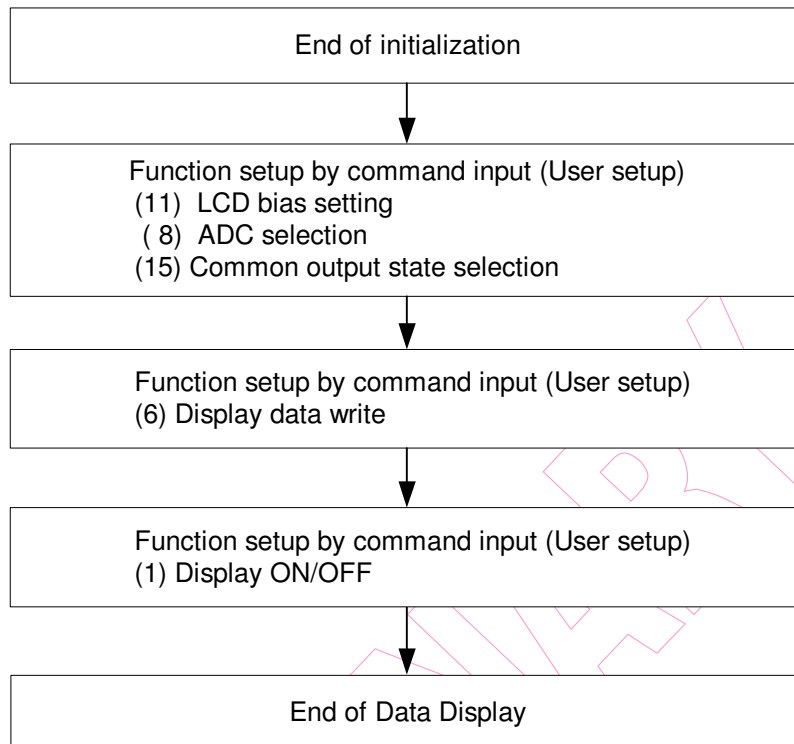 End of initialization
Function setup by command input (User setup)
(11) LCD bias setting
( 8) ADC selection
(15) Common output state selection
Function setup by command input (User setup)
(6) Display data write
Function setup by command input (User setup)
(1) Display ON/OFF
End of Data Display